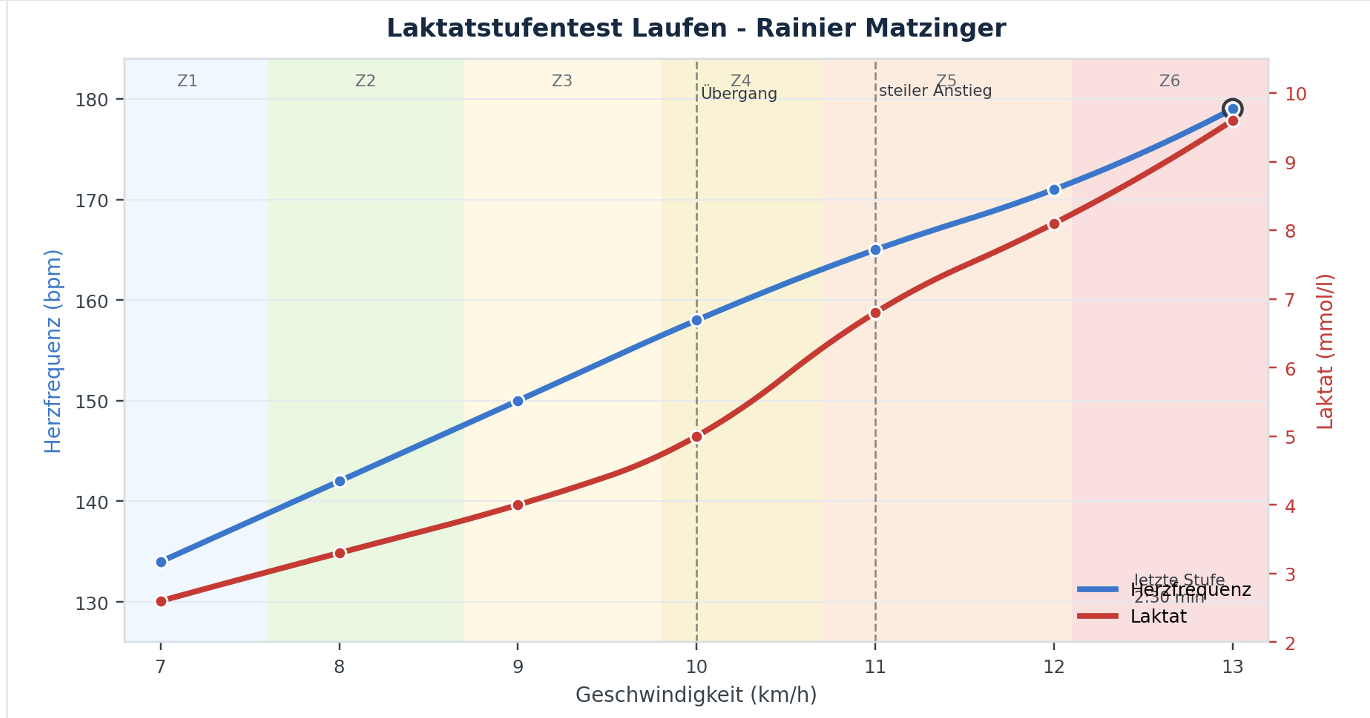 Laktatstufentest Laufen - Rainier Matzinger
Z1
Z2
Z3
Z4
Z5
Z6
Übergang
steiler Anstieg
180
170
160
150
140
130
Herzfrequenz (bpm)
10
9
8
7
6
5
4
3
2
Laktat (mmol/l)
letzte Stufe
2:30 min
Herzfrequenz
Laktat
7
8
9
10
11
12
13
Geschwindigkeit (km/h)